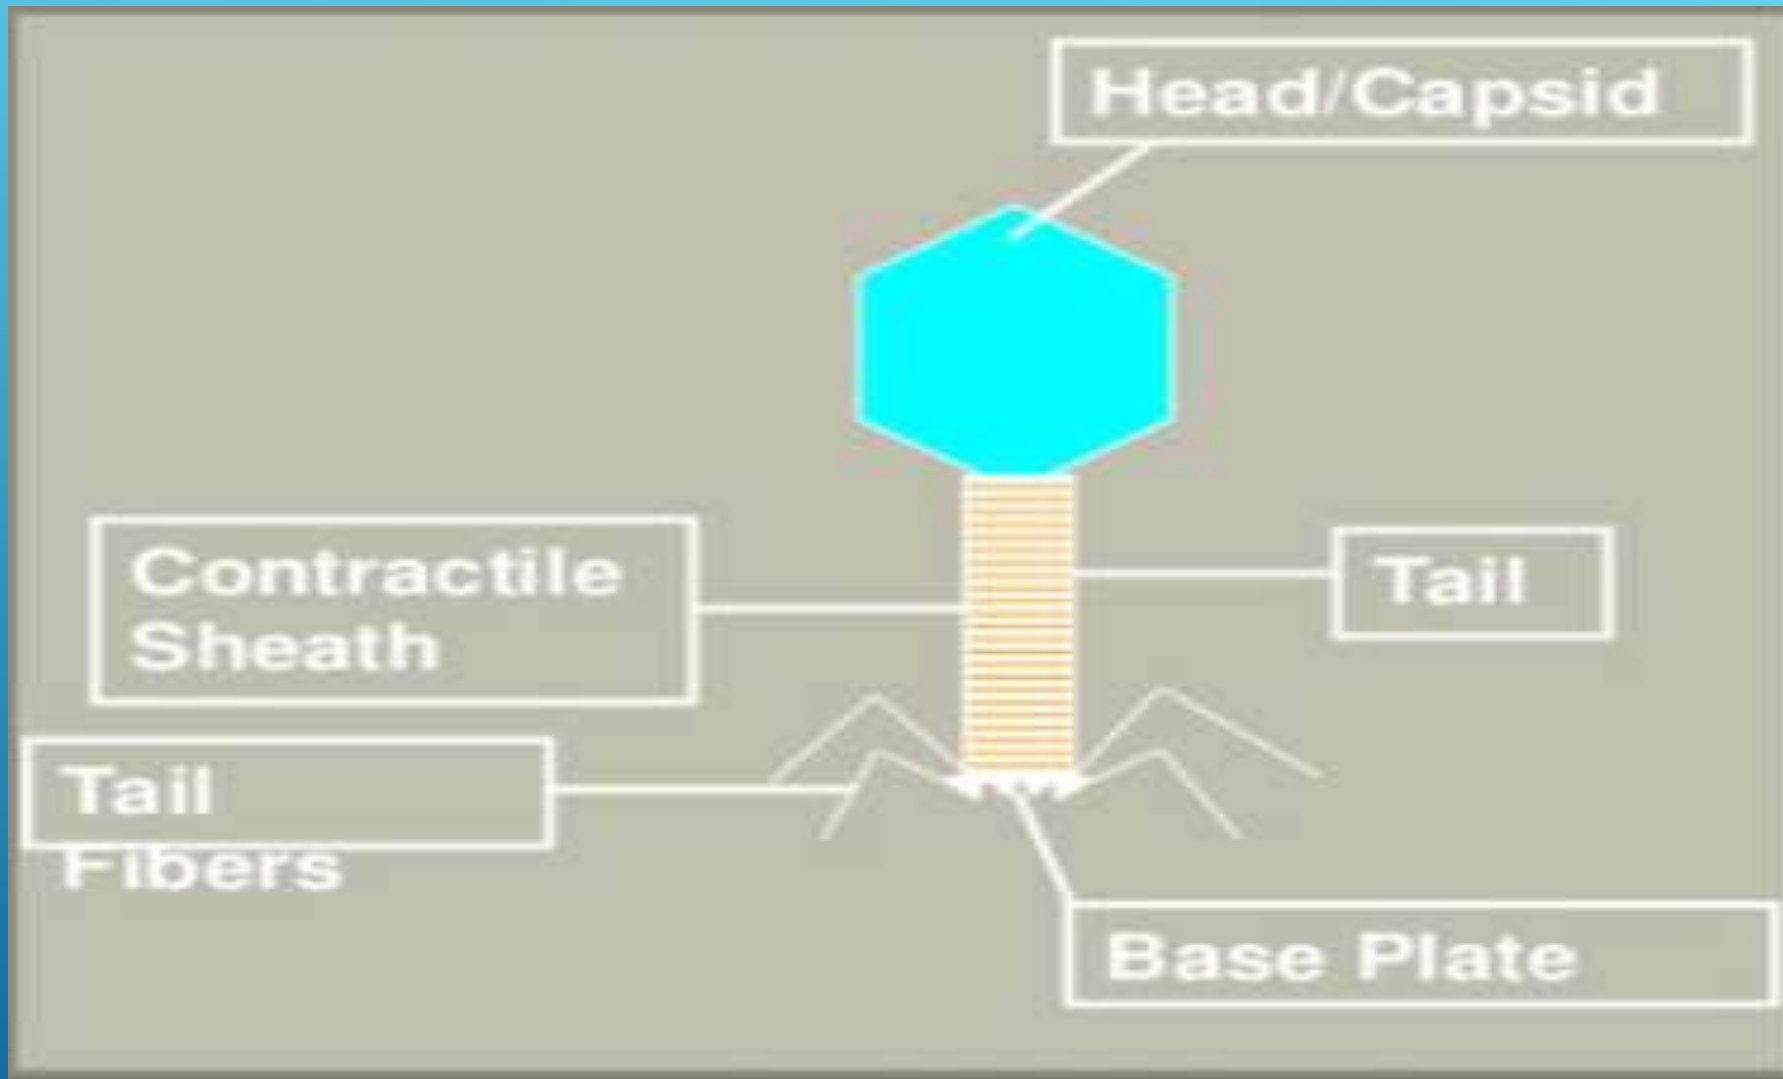 Head/Capsid
Contractile
Sheath
Tail
Tail
Fibers
Base Plate